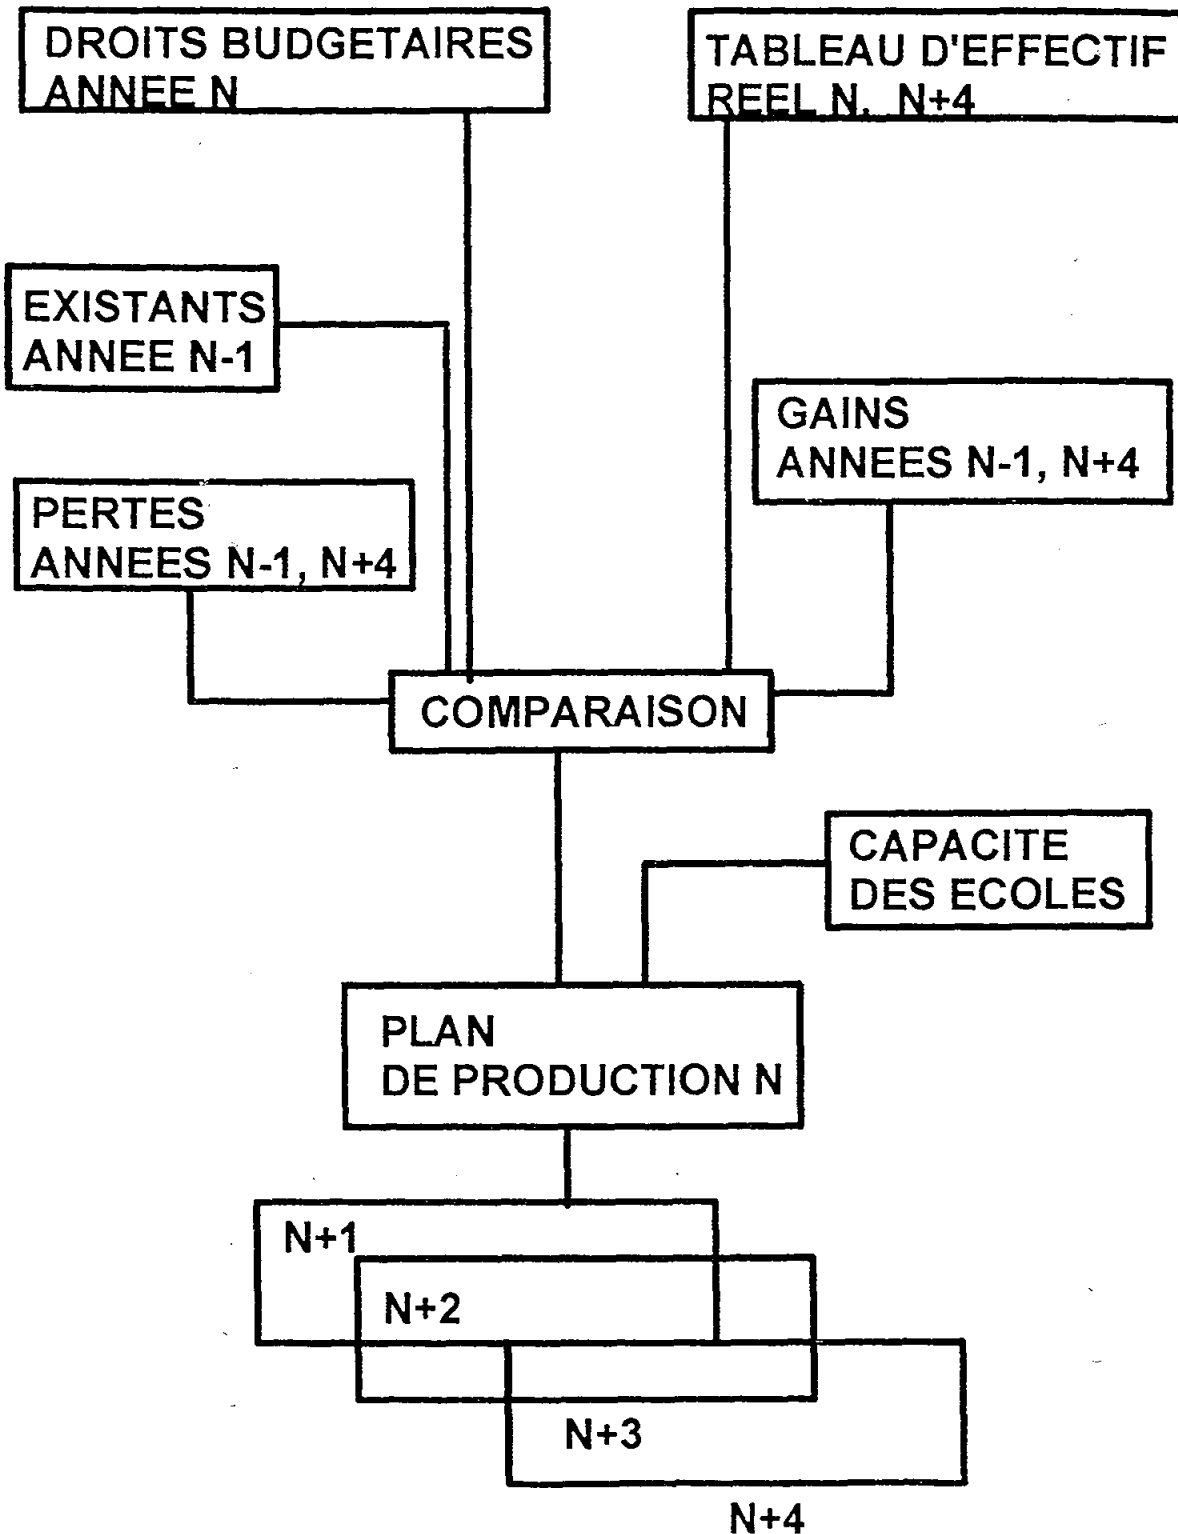 DROITS BUDGETAIRES
ANNEE N
TABLEAU D'EFFECTIF
REEL N, N+4
EXISTANTS
ANNEE N-1
GAINS
ANNEES N-1, N+4
PERTES
ANNEES N-1, N+4
COMPARAISON
CAPACITE
DES ECOLES
PLAN
DE PRODUCTION N
N+1
N+2
N+3
N+4